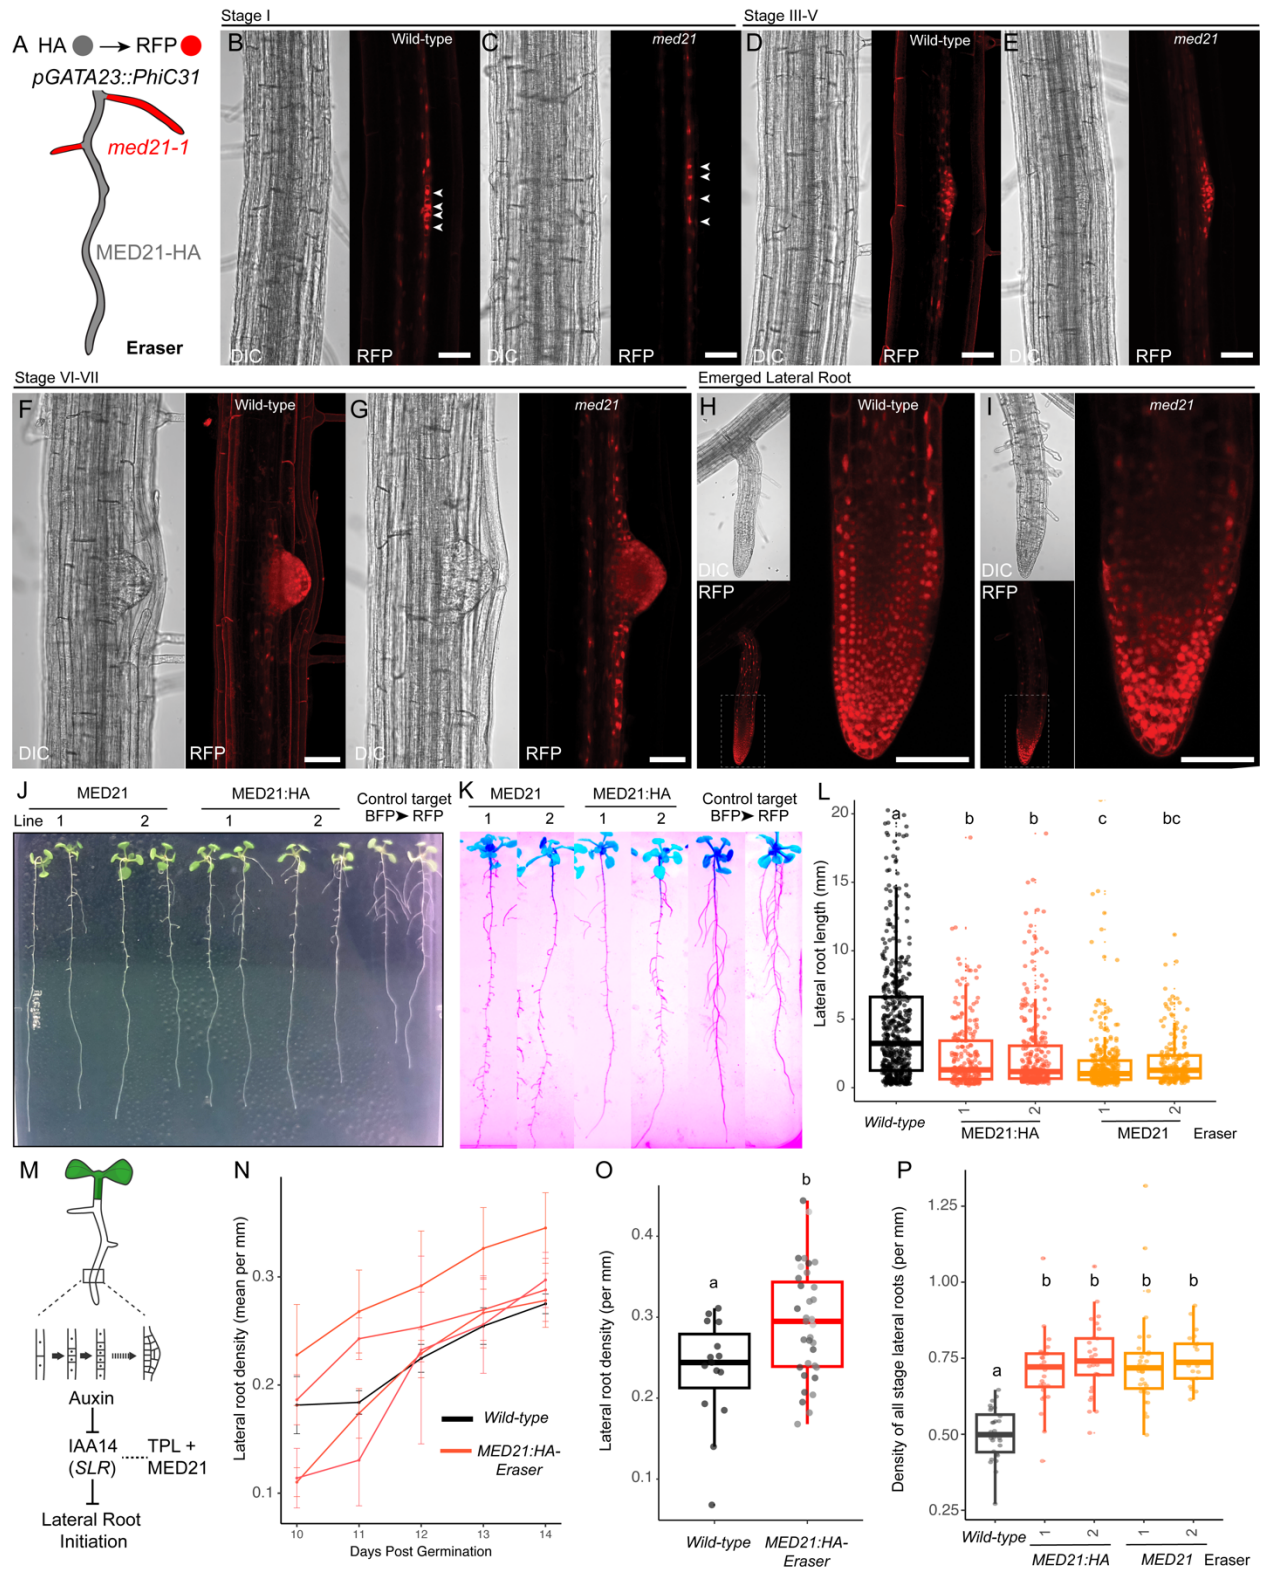 Stage I
Stage III-V
A HA → RFP
pGATA23::PhiC31
med21-1
MED21-HA
Eraser
B
Wild-type
DIC
RFP
C
med21
DIC
RFP
D
Wild-type
DIC
RFP
E
med21
DIC
RFP
Stage VI-VII
Emerged Lateral Root
F
Wild-type
DIC
RFP
G
med21
DIC
RFP
H
Wild-type
DIC
RFP
I
med21
DIC
RFP
J
MED21
MED21:HA
Control target
BFP➤ RFP
Line 1 2 1 2
K
MED21
MED21:HA
Control target
BFP➤ RFP
1 2 1 2
L
Lateral root length (mm)
20
15
10
5
0
a b b c bc
Wild-type
1 2 1 2
MED21:HA MED21 Eraser
M
Auxin
IAA14
(SLR)
TPL +
MED21
Lateral Root
Initiation
N
Lateral root density (mean per mm)
0.3
0.2
0.1
Wild-type
MED21:HA-
Eraser
10 11 12 13 14
Days Post Germination
O
Lateral root density (per mm)
0.4
0.3
0.2
0.1
a b
Wild-type
MED21:HA-
Eraser
P
Density of all stage lateral roots (per mm)
1.25
1.00
0.75
0.50
0.25
a b b b b
Wild-type
1 2 1 2
MED21:HA MED21 Eraser